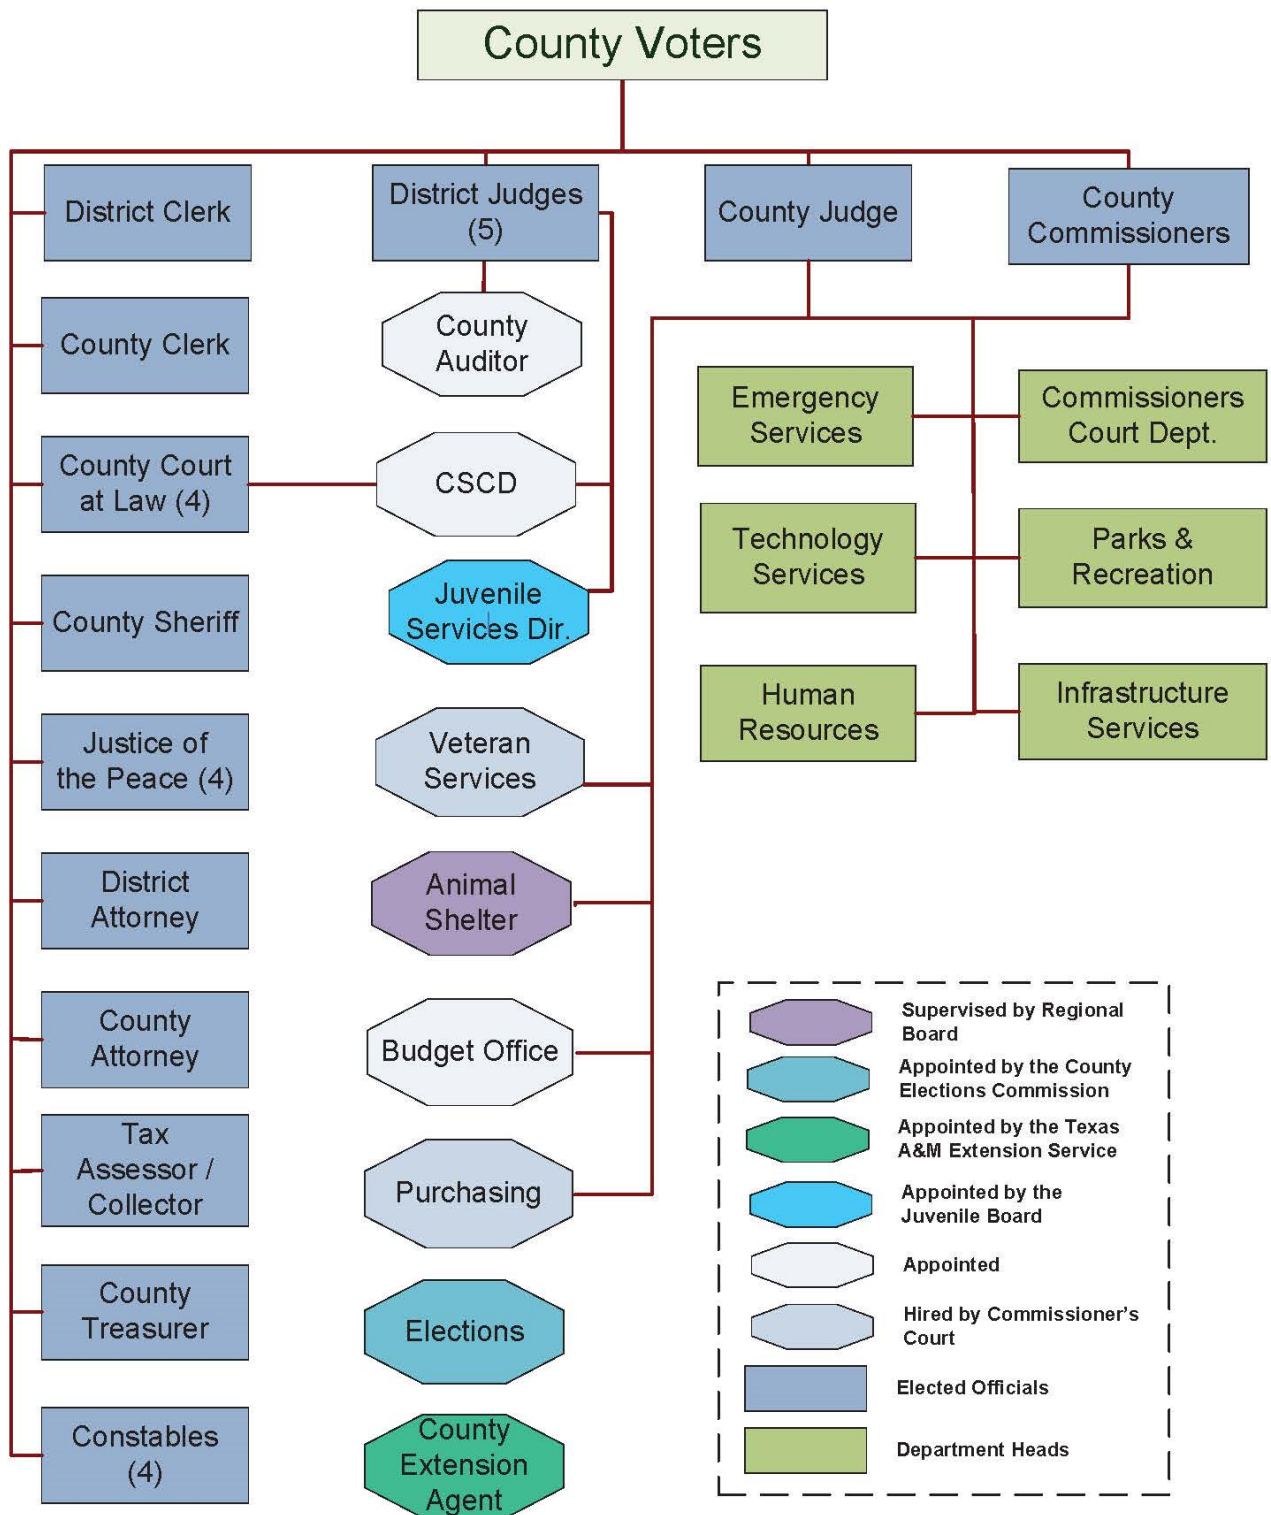 County Voters
District Clerk
District Judges
(5)
County Judge
County
Commissioners
County Clerk
County
Auditor
Emergency
Services
Commissioners
Court Dept.
County Court
at Law (4)
CSCD
Technology
Services
Parks &
Recreation
County Sheriff
Juvenile
Services Dir.
Human
Resources
Infrastructure
Services
Justice of
the Peace (4)
Veteran
Services
District
Attorney
Animal
Shelter
County
Attorney
Budget Office
Tax
Assessor /
Collector
Purchasing
County
Treasurer
Elections
Constables
(4)
County
Extension
Agent
Supervised by Regional
Board
Appointed by the County
Elections Commission
Appointed by the Texas
A&M Extension Service
Appointed by the
Juvenile Board
Appointed
Hired by Commissioner's
Court
Elected Officials
Department Heads